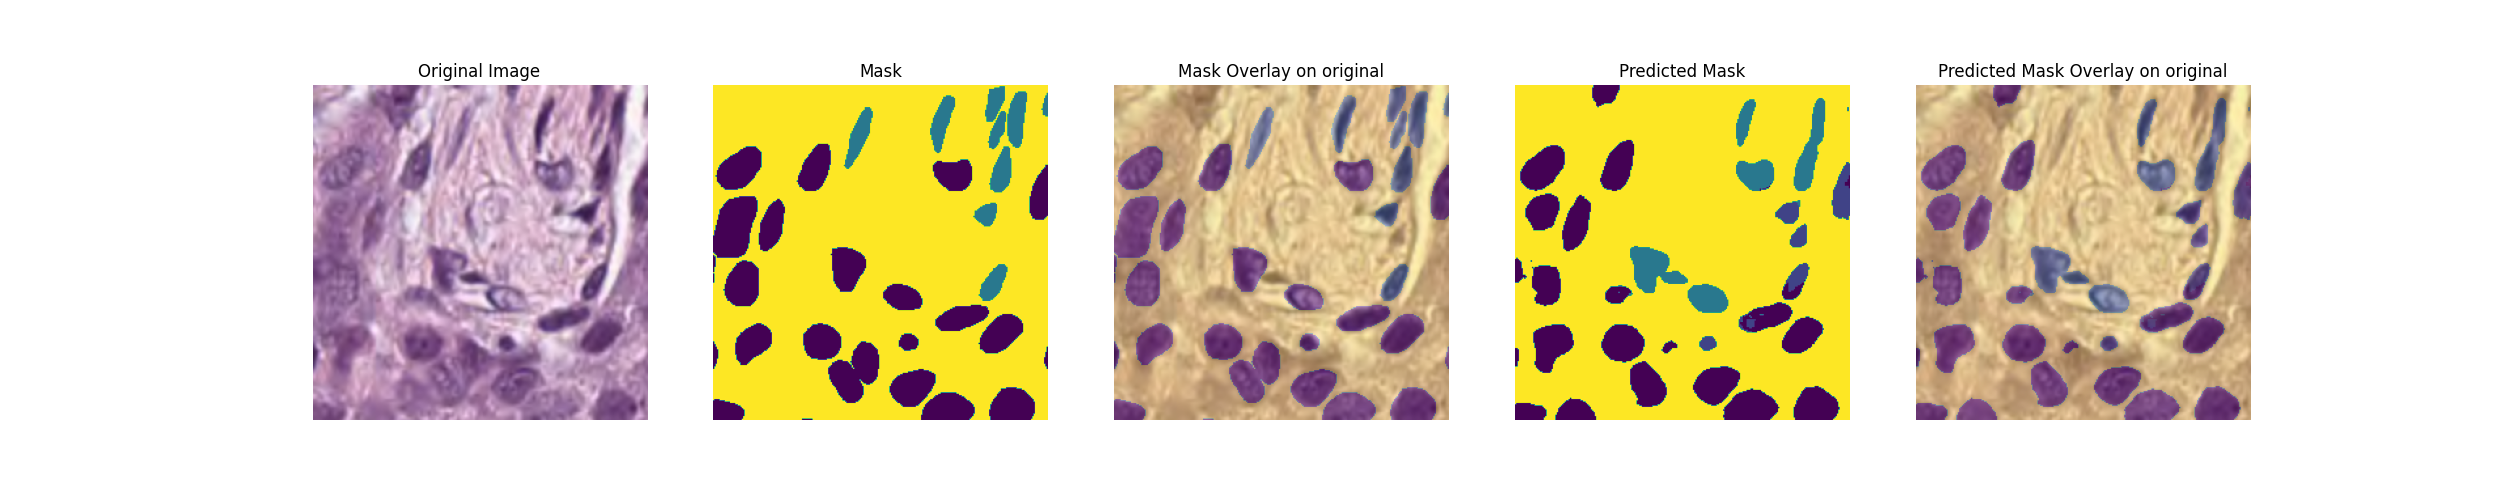 Original Image
Mask
Mask Overlay on original
Predicted Mask
Predicted Mask Overlay on original